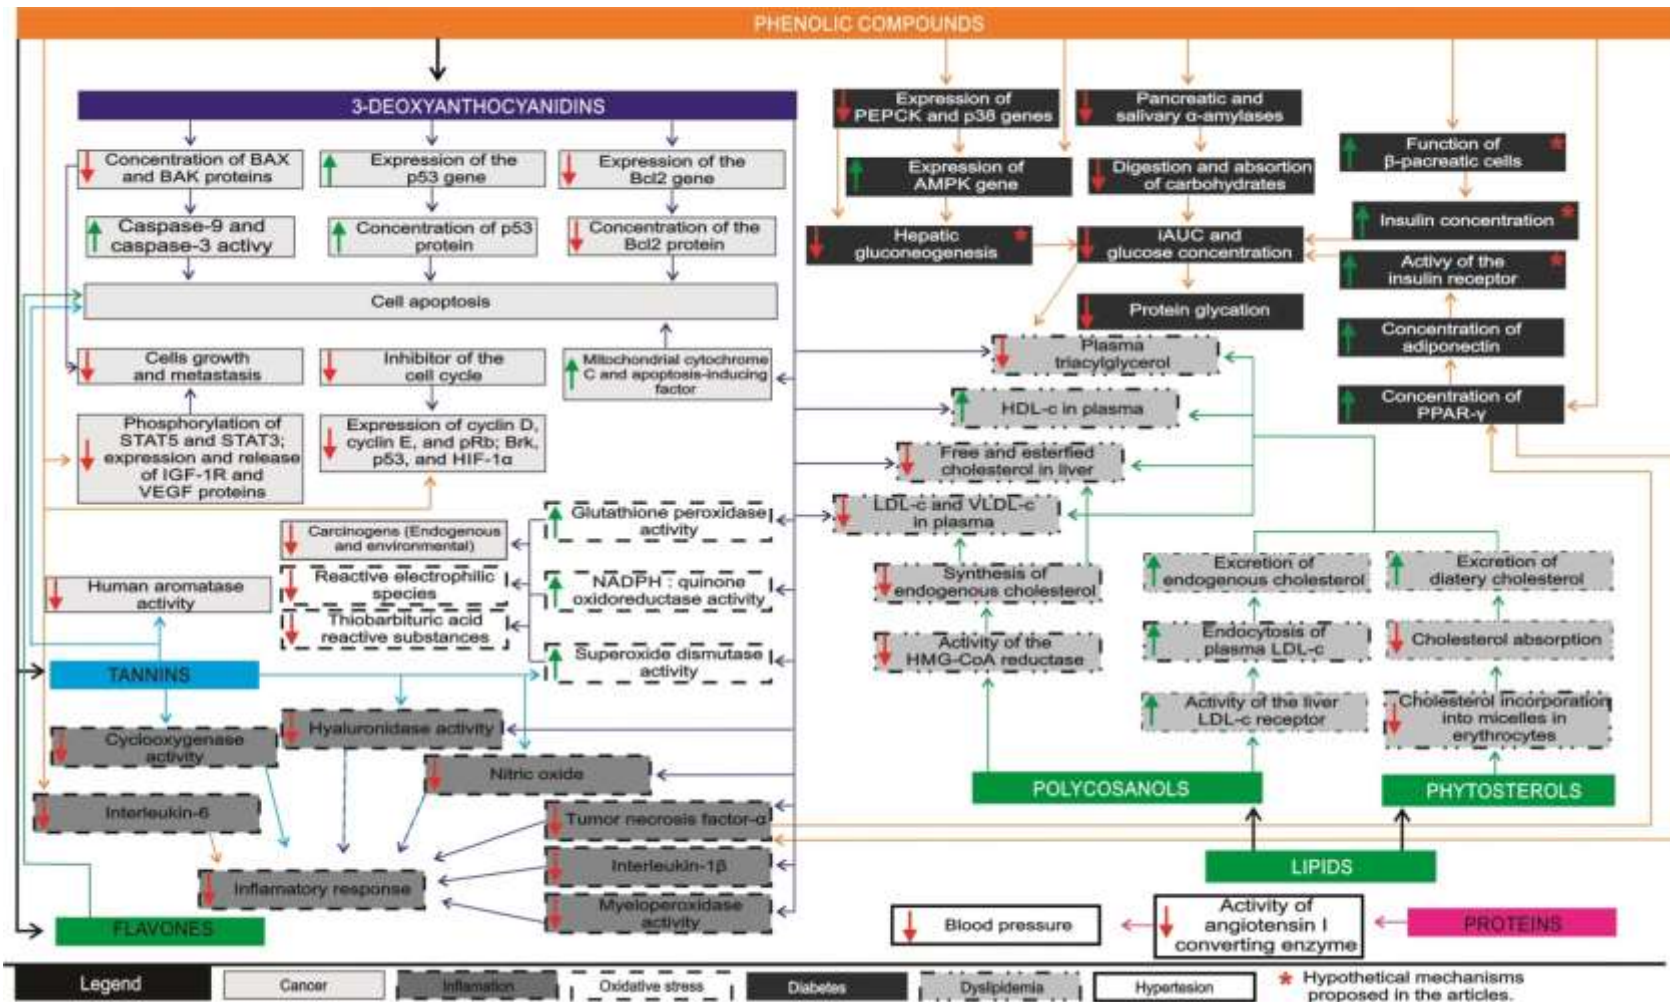 PHENOLIC COMPOUNDS
3-DEOXYANTHOCYANIDINS
Concentration of BAX
and BAK proteins
Expression of the
p53 gene
Expression of the
Bcl2 gene
Caspase-9 and
caspase-3 activy
Concentration of p53
protein
Concentration of the
Bcl2 protein
Cell apoptosis
Cells growth
and metastasis
Inhibitor of the
cell cycle
Mitochondrial cytochrome
C and apoptosis-inducing
factor
Phosphorylation of
STAT5 and STAT3;
expression and release
of IGF-1R and
VEGF proteins
Expression of cyclin D,
cyclin E, and pRb; Brk,
p53, and HIF-1α
Carcinogens (Endogenous
and environmental)
Reactive electrophilic
species
Thiobarbituric acid
reactive substances
Glutathione peroxidase
activity
NADPH : quinone
oxidoreductase activity
Superoxide dismutase
activity
Human aromatase
activity
TANNINS
Cyclooxygenase
activity
Hyaluronidase activity
Nitric oxide
Interleukin-6
Tumor necrosis factor-α
Interleukin-1β
Myeloperoxidase
activity
Inflamatory response
FLAVONES
Expression of
PEPCK and p38 genes
Pancreatic and
salivary α-amylases
Function of
β-pacreatic cells *
Expression of
AMPK gene
Digestion and absortion
of carbohydrates
Insulin concentration *
Hepatic *
gluconeogenesis
iAUC and
glucose concentration
Activy of the *
insulin receptor
Protein glycation
Concentration of
adiponectin
Concentration of
PPAR-γ
Plasma
triacylglycerol
HDL-c in plasma
Free and esterfied
cholesterol in liver
LDL-c and VLDL-c
in plasma
Synthesis of
endogenous cholesterol
Activity of the
HMG-CoA reductase
Excretion of
endogenous cholesterol
Endocytosis of
plasma LDL-c
Activity of the liver
LDL-c receptor
Excretion of
diatery cholesterol
Cholesterol absorption
Cholesterol incorporation
into micelles in
erythrocytes
POLYCOSANOLS
PHYTOSTEROLS
LIPIDS
Blood pressure
Activity of
angiotensin I
converting enzyme
PROTEINS
Legend
Cancer
Inflamation
Oxidative stress
Diabetes
Dyslipidemia
Hypertesion
* Hypothetical mechanisms
proposed in the articles.